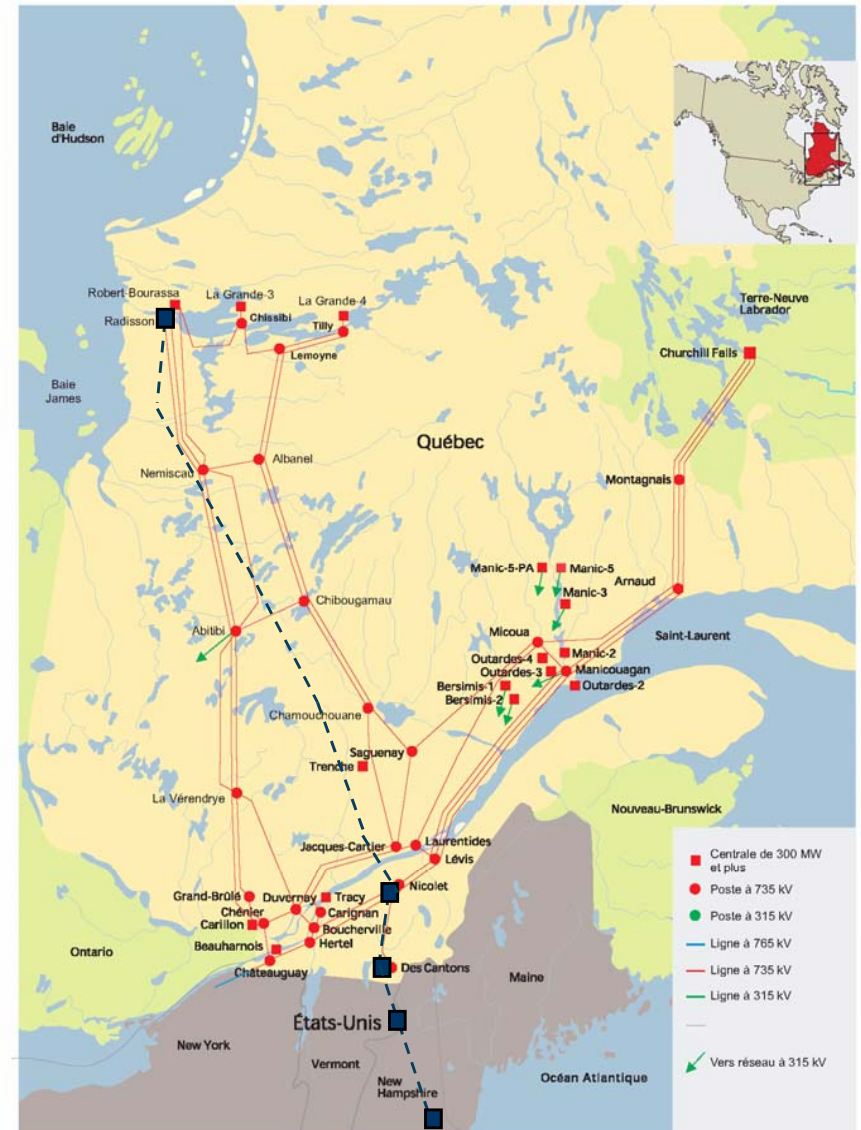 Baie
d'Hudson
Robert-Bourassa
La Grande-3
La Grande-4
Radisson
Chissibi
Tilly
Lemoyne
Terre-Neuve
Labrador
Churchill Falls
Baie
James
Québec
Albanel
Nemiscau
Montagnais
Manic-5-PA
Manic-5
Arnaud
Manic-3
Chibougamau
Abitibi
Micoua
Saint-Laurent
Manic-2
Outardes-4
Outardes-3
Manicouagan
Bersimis-1
Outardes-2
Bersimis-2
Chamouchouane
Saguenay
Trenche
La Vérendrye
Nouveau-Brunswick
Jacques-Cartier
Laurentides
Lévis
Nicolet
Grand-Brûlé
Duvernay
Tracy
Chénier
Carignan
Carillon
Boucherville
Beauharnois
Hertel
Ontario
Châteauguay
Des Cantons
Maine
États-Unis
New York
Vermont
New
Hampshire
Océan Atlantique
Centrale de 300 MW
et plus
Poste à 735 kV
Poste à 315 kV
Ligne à 765 kV
Ligne à 735 kV
Ligne à 315 kV
Vers réseau à 315 kV